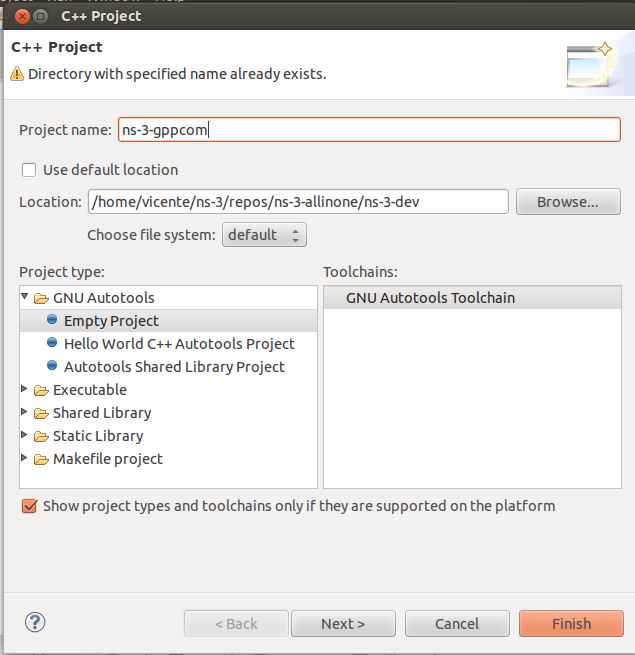 C++ Project
C++ Project
Directory with specified name already exists.
Project name: ns-3-gppcom
Use default location
Location: /home/vicente/ns-3/repos/ns-3-allinone/ns-3-dev Browse...
Choose file system: default
Project type: Toolchains:
GNU Autotools GNU Autotools Toolchain
Empty Project
Hello World C++ Autotools Project
Autotools Shared Library Project
Executable
Shared Library
Static Library
Makefile project
Show project types and toolchains only if they are supported on the platform
? < Back Next > Cancel Finish